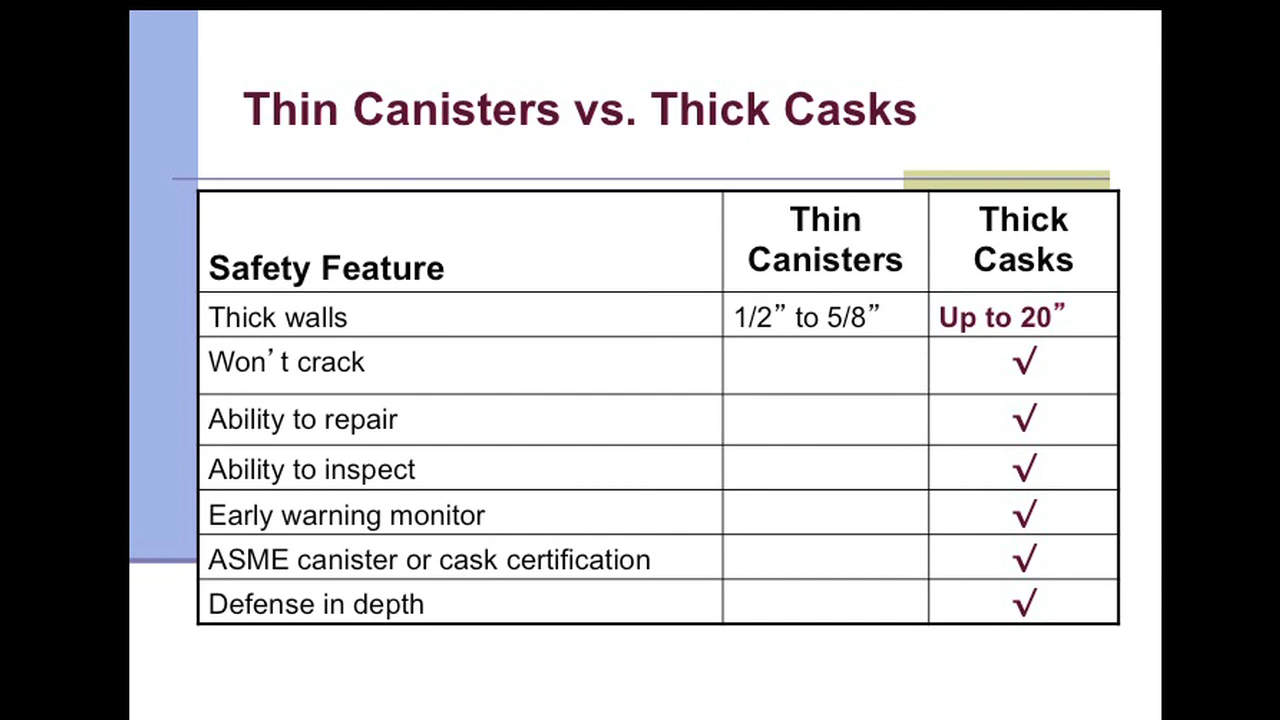 Thin Canisters vs. Thick Casks
Safety Feature
Thin
Canisters
Thick
Casks
Thick walls 1/2” to 5/8” Up to 20”
Won’t crack √
Ability to repair √
Ability to inspect √
Early warning monitor √
ASME canister or cask certification √
Defense in depth √